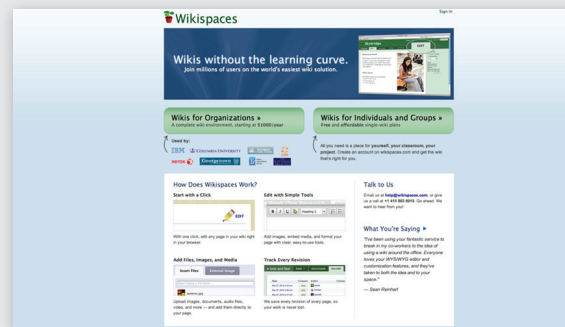 Sign In
Wikispaces
Wikis without the learning curve.
Join millions of users on the world's easiest wiki solution.
EDIT
Wikis for Organizations »
A complete wiki environment, starting at $1000/year
Wikis for Individuals and Groups »
Free and affordable single-wiki plans
Used by:
IBM
COLUMBIA UNIVERSITY
XEROX
Georgetown
All you need is a place for yourself, your classroom, your
project. Create an account on wikispaces.com and get the wiki
that's right for you.
How Does Wikispaces Work?
Start with a Click
EDIT
With one click, edit any page in your wiki right
in your browser.
Edit with Simple Tools
Heading 3
Add images, embed media, and format your
page with clear, easy-to-use tools.
Add Files, Images, and Media
Insert Files
External Image
Upload images, documents, audio files,
video, and more — and add them directly to
your page.
Track Every Revision
We save every revision of every page, so
your work is never lost.
Talk to Us
Email us at help@wikispaces.com, or give
us a call at
Go ahead. We
want to hear from you!
What You're Saying
"I've been using your fantastic service to
break in my co-workers to the idea of
using a wiki around the office. Everyone
loves your WYSIWYG editor and
customization features, and they've
taken to both the idea and to your
space."
— Sean Reinhart